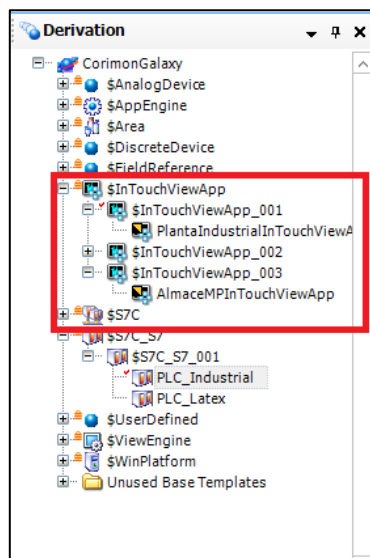 Derivation
CorimonGalaxy
$AnalogDevice
$AppEngine
$Area
$DiscreteDevice
$FieldReference
$InTouchViewApp
$InTouchViewApp_001
PlantaIndustrialInTouchViewA
$InTouchViewApp_002
$InTouchViewApp_003
AlmaceMPInTouchViewApp
$S7C
$S7C_S7
$S7C_S7_001
PLC_Industrial
PLC_Latex
$UserDefined
$ViewEngine
$WinPlatform
Unused Base Templates